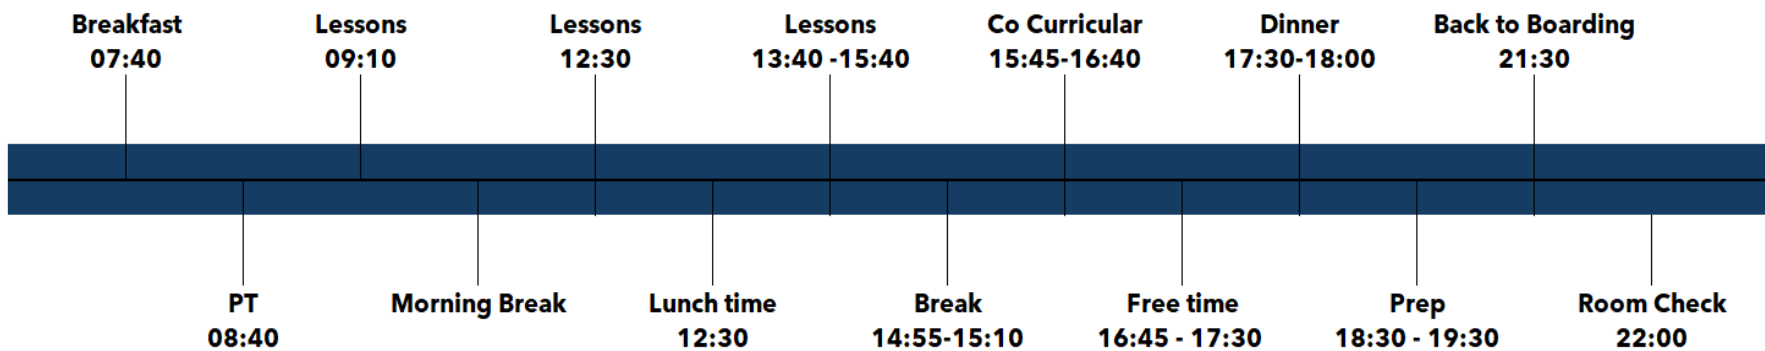 Breakfast
07:40
Lessons
09:10
Lessons
12:30
Lessons
13:40 -15:40
Co Curricular
15:45-16:40
Dinner
17:30-18:00
Back to Boarding
21:30
PT
08:40
Morning Break
Lunch time
12:30
Break
14:55-15:10
Free time
16:45 - 17:30
Prep
18:30 - 19:30
Room Check
22:00